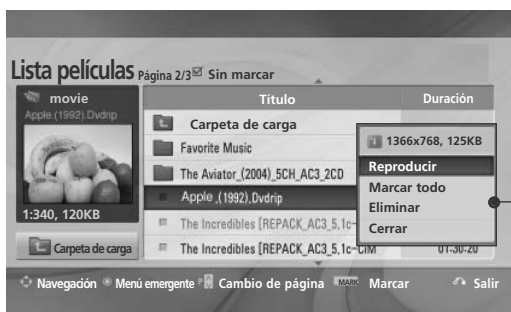 Lista películas Página 2/3 ☑ Sin marcar
movie
Apple.(1992).Dvdrip
1:340, 120KB
Carpeta de carga
Título Duración
Carpeta de carga
Favorite Music
The Aviator_(2004)_5CH_AC3_2CD
Apple .(1992).Dvdrip
The Incredibles [REPACK_AC3_5.1c-
The Incredibles [REPACK_AC3_5.1c-CIM 01:30:20
1366x768, 125KB
Reproducir
Marcar todo
Eliminar
Cerrar
Navegación Menú emergente P Cambio de página MARK Marcar Salir